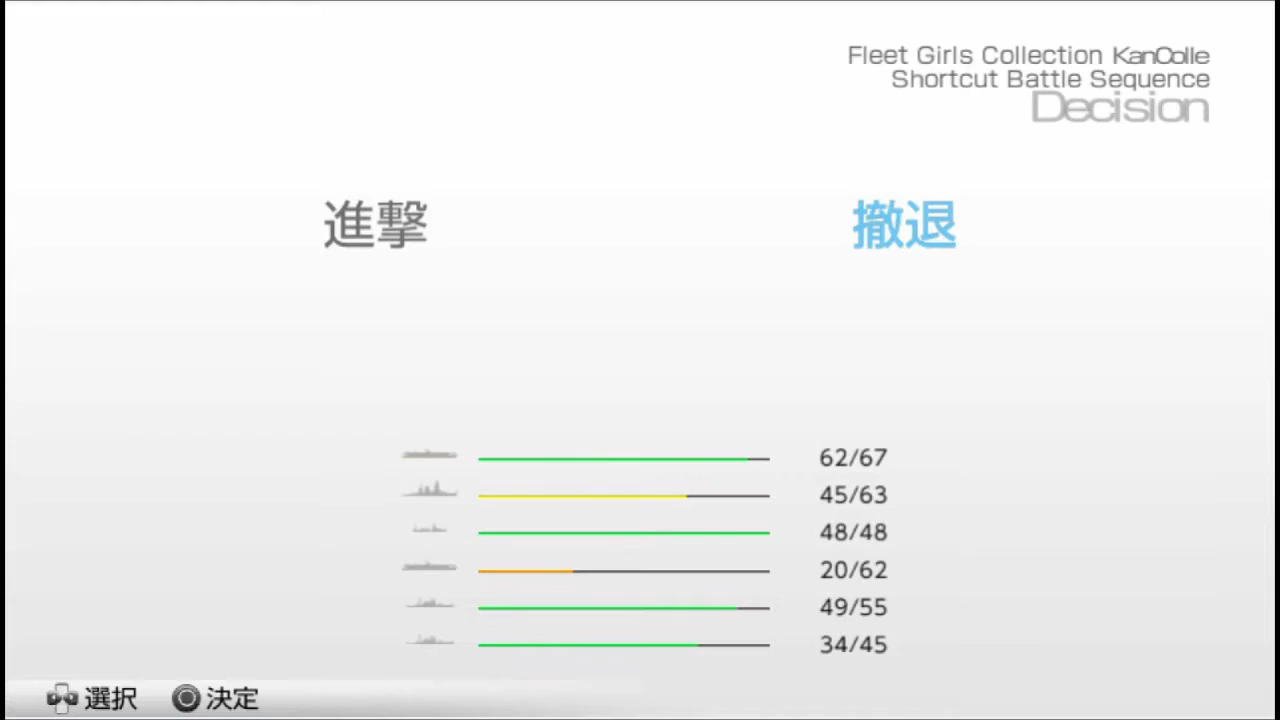 Fleet Girls Collection KanColle
Shortcut Battle Sequence
Decision
進撃
撤退
62/67
45/63
48/48
20/62
49/55
34/45
選択 決定